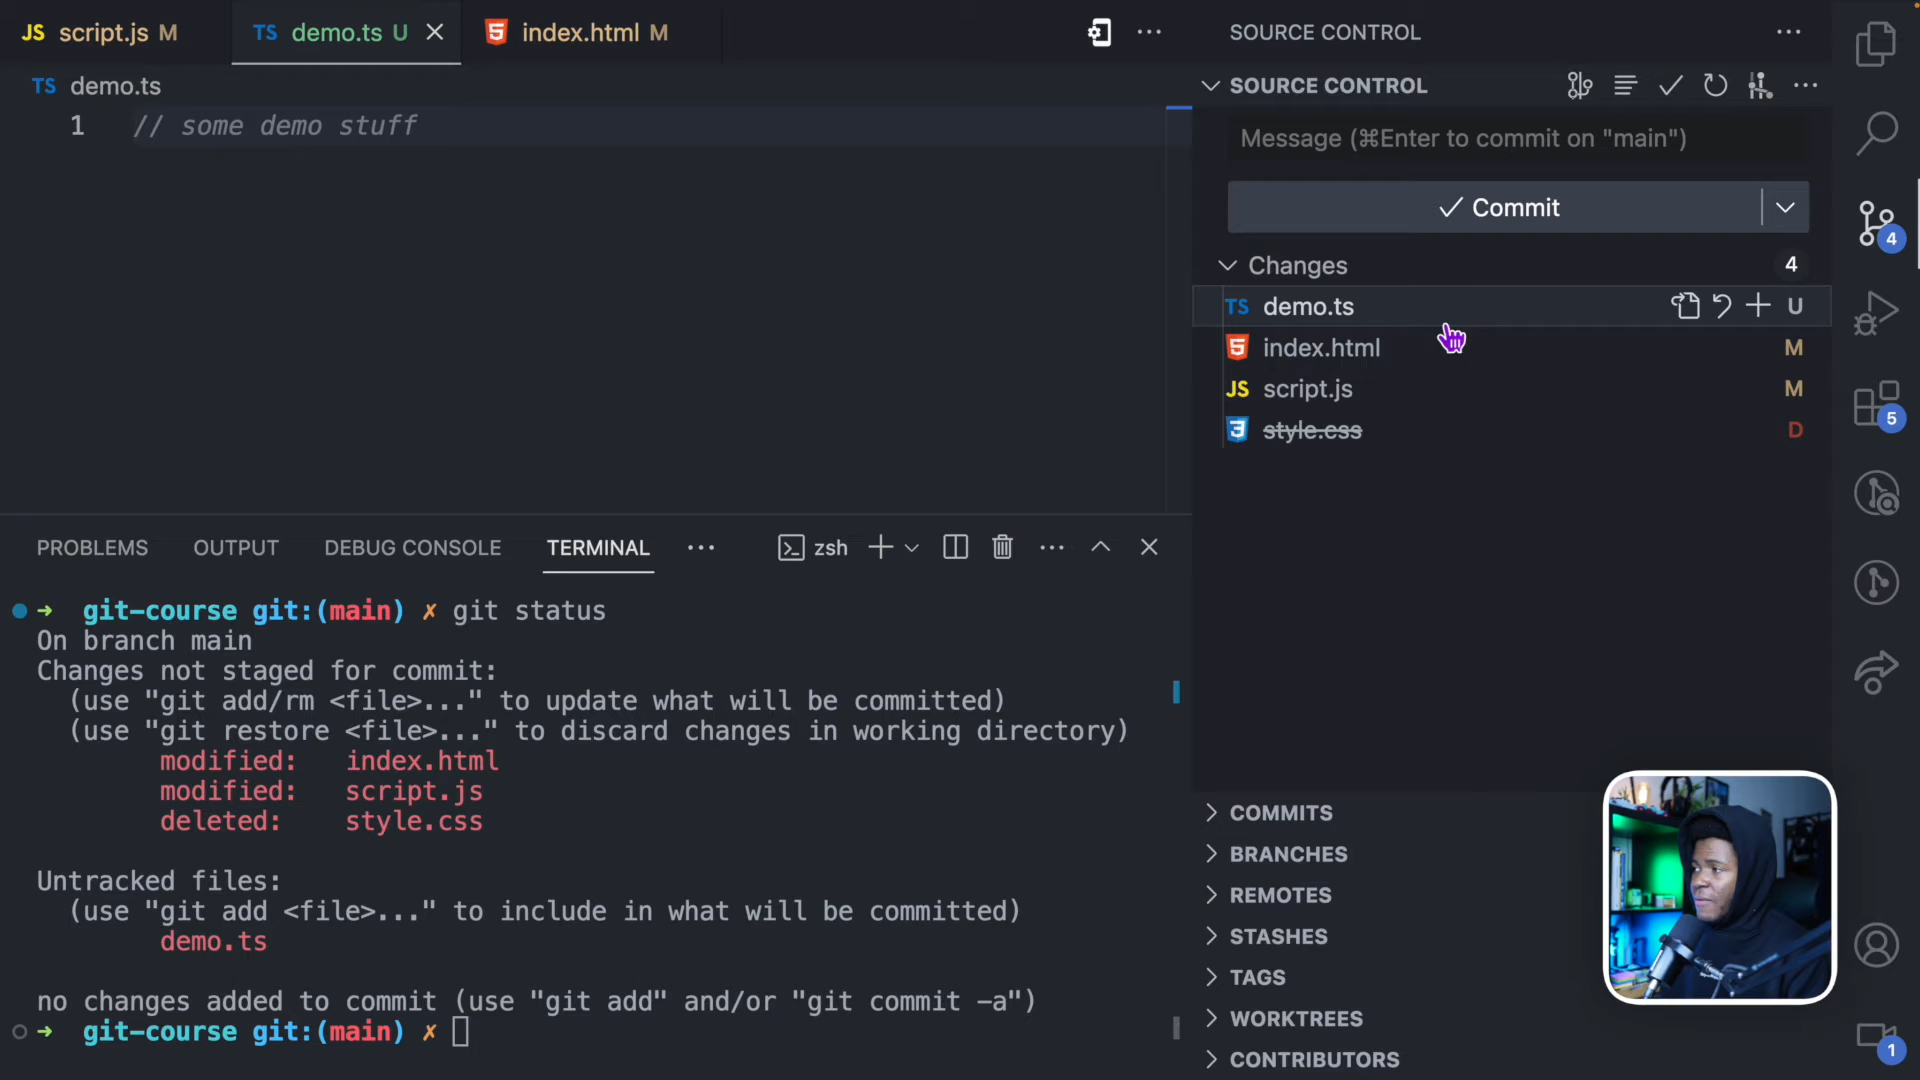 JS script.js M
TS demo.ts U
index.html M
TS demo.ts
1 // some demo stuff
SOURCE CONTROL
SOURCE CONTROL
Message (⌘Enter to commit on "main")
Commit
Changes 4
TS demo.ts U
index.html M
JS script.js M
style.css D
COMMITS
BRANCHES
REMOTES
STASHES
TAGS
WORKTREES
CONTRIBUTORS
4
5
1
PROBLEMS OUTPUT DEBUG CONSOLE TERMINAL zsh
➜ git-course git:(main) ✗ git status
On branch main
Changes not staged for commit:
(use "git add/rm <file>..." to update what will be committed)
(use "git restore <file>..." to discard changes in working directory)
modified: index.html
modified: script.js
deleted: style.css
Untracked files:
(use "git add <file>..." to include in what will be committed)
demo.ts
no changes added to commit (use "git add" and/or "git commit -a")
➜ git-course git:(main) ✗